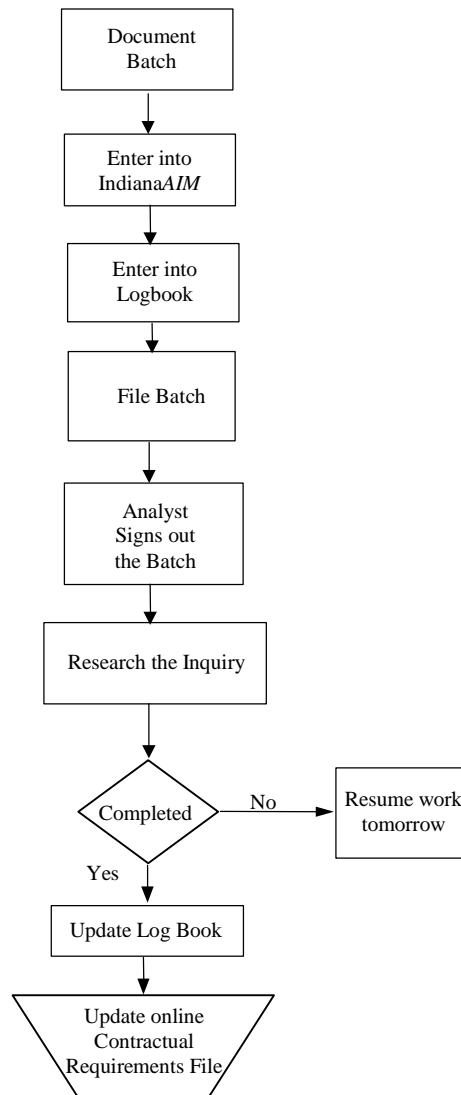 Document
Batch
Enter into
IndianaAIM
Enter into
Logbook
File Batch
Analyst
Signs out
the Batch
Research the Inquiry
Completed
No
Resume work
tomorrow
Yes
Update Log Book
Update online
Contractual
Requirements File